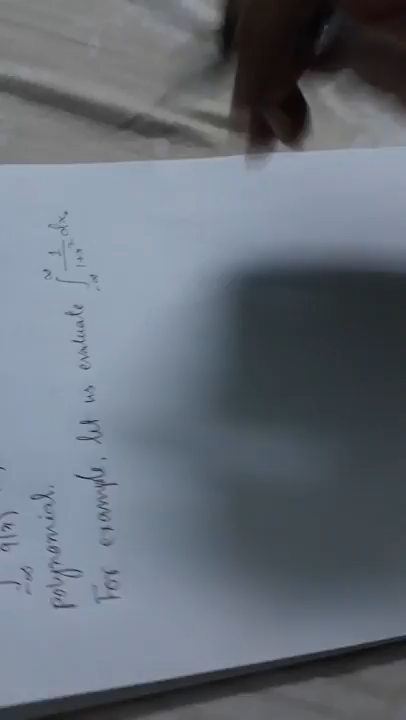 ∫_{-∞} q(x)
polynomial.
For example, let us evaluate ∫_{-∞}^{∞} 1/(1+x²) dx.